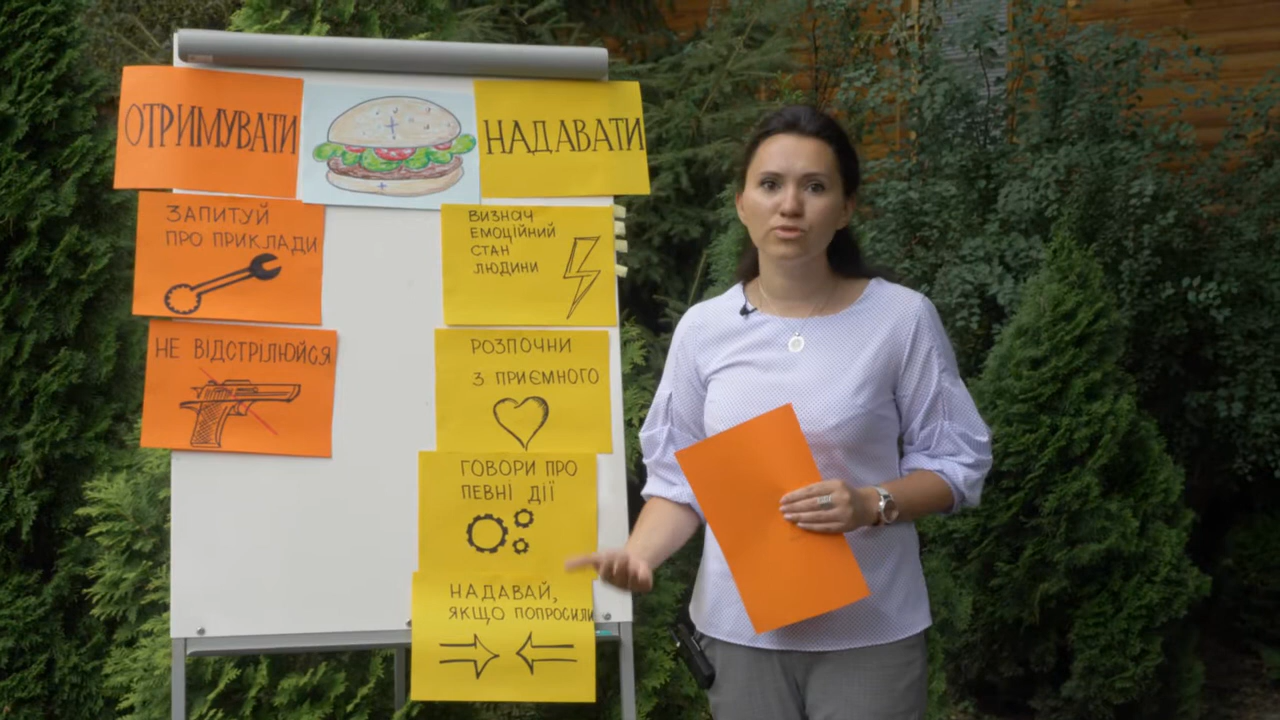 ОТРИМУВАТИ
НАДАВАТИ
ЗАПИТУЙ
ПРО ПРИКЛАДИ
НЕ ВІДСТРІЛЮЙСЯ
ВИЗНАЧ
ЕМОЦІЙНИЙ
СТАН
ЛЮДИНИ
РОЗПОЧНИ
З ПРИЄМНОГО
ГОВОРИ ПРО
ПЕВНІ ДІЇ
НАДАВАЙ,
ЯКЩО ПОПРОСИЛИ